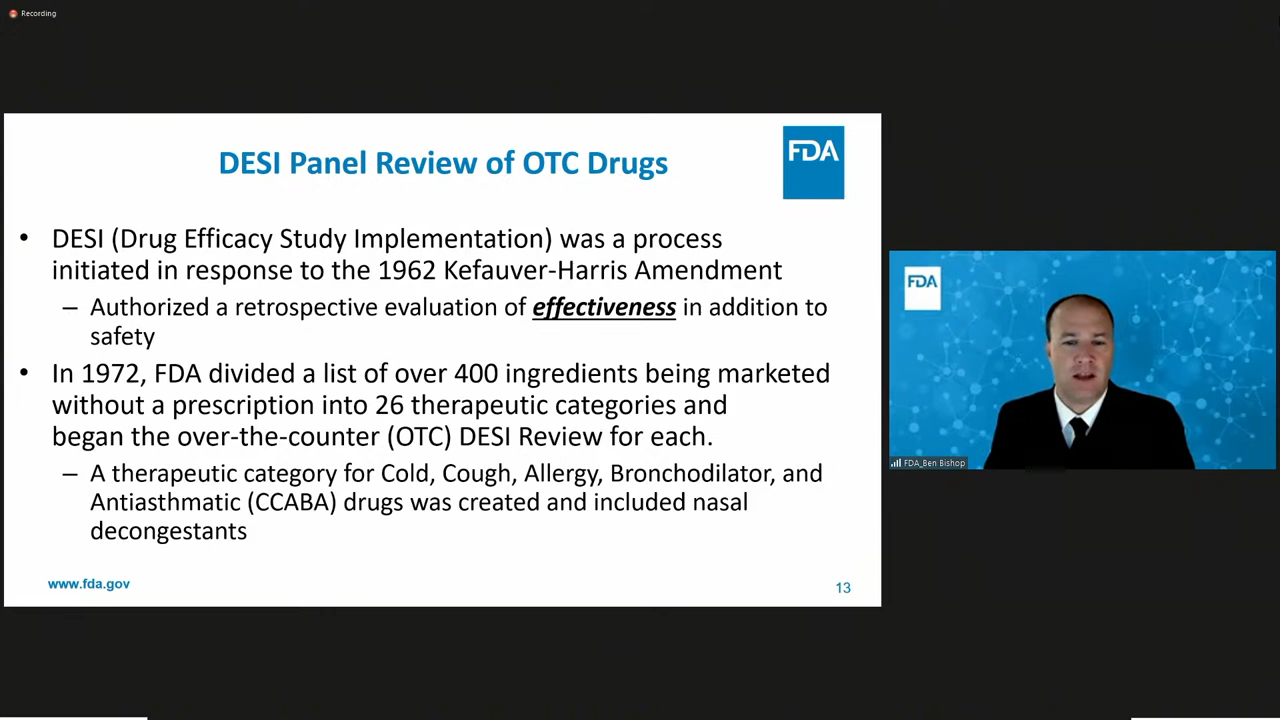 Recording
DESI Panel Review of OTC Drugs
FDA
• DESI (Drug Efficacy Study Implementation) was a process
initiated in response to the 1962 Kefauver-Harris Amendment
– Authorized a retrospective evaluation of effectiveness in addition to
safety
• In 1972, FDA divided a list of over 400 ingredients being marketed
without a prescription into 26 therapeutic categories and
began the over-the-counter (OTC) DESI Review for each.
– A therapeutic category for Cold, Cough, Allergy, Bronchodilator, and
Antiasthmatic (CCABA) drugs was created and included nasal
decongestants
www.fda.gov
13
FDA
FDA_Ben Bishop